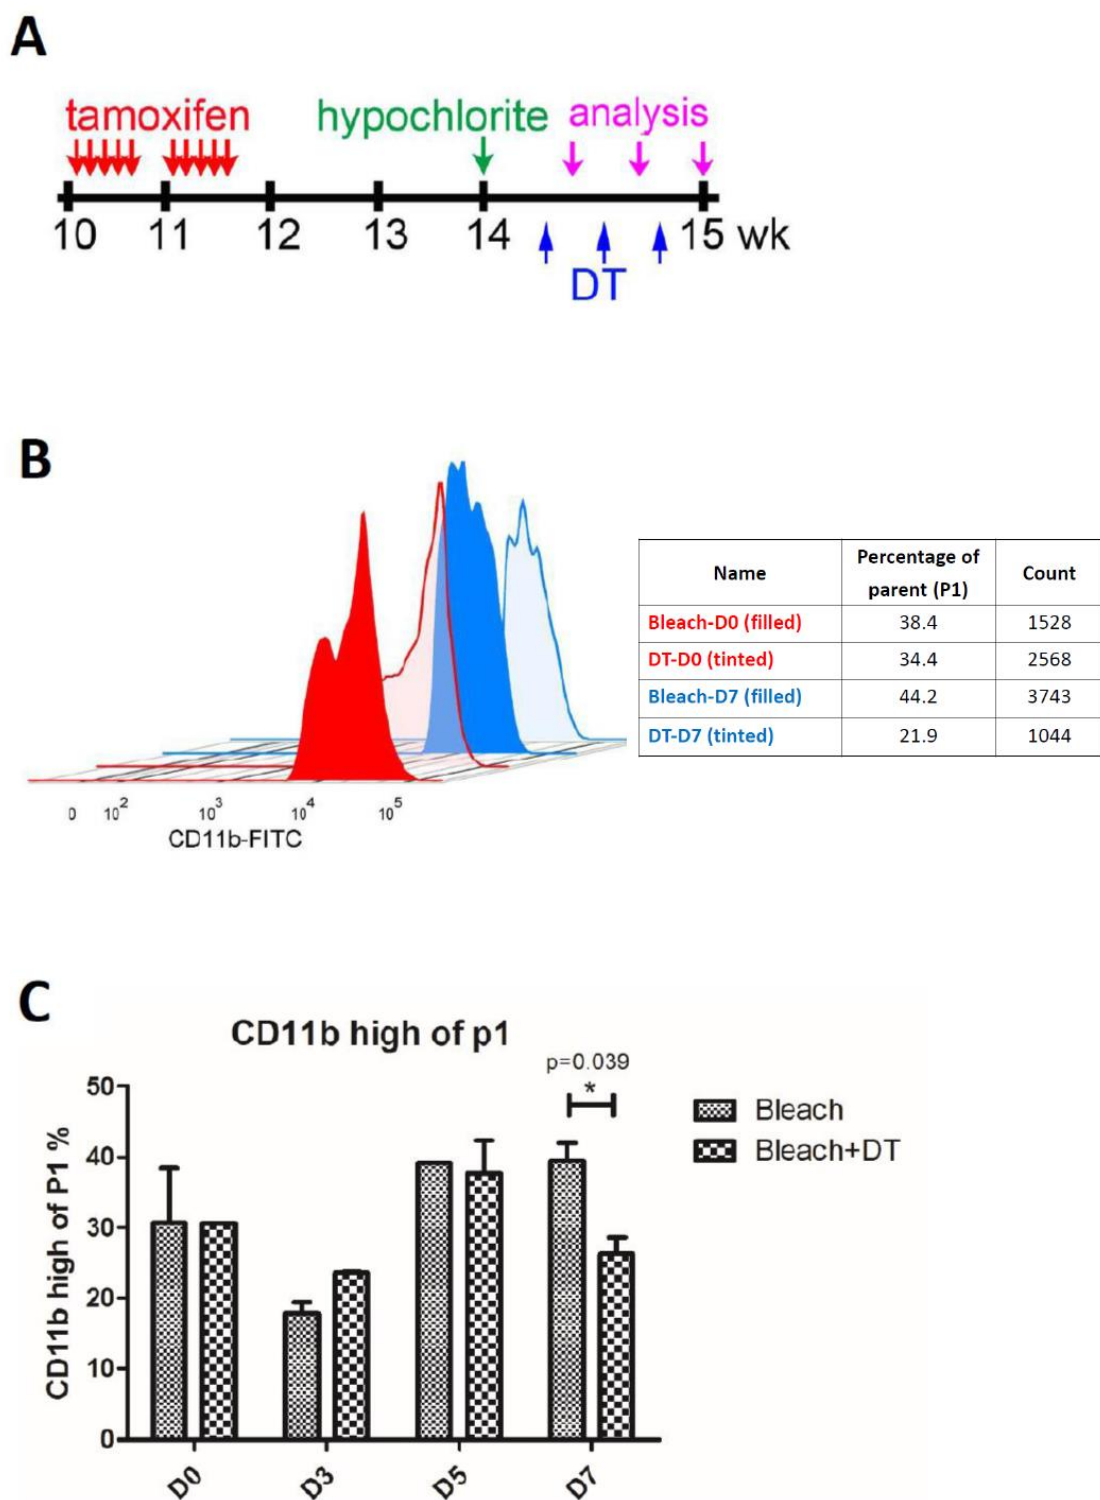 A
tamoxifen hypochlorite analysis
10 11 12 13 14 15 wk
DT
B
Name Percentage of parent (P1) Count
Bleach-D0 (filled) 38.4 1528
DT-D0 (tinted) 34.4 2568
Bleach-D7 (filled) 44.2 3743
DT-D7 (tinted) 21.9 1044
0 10^2 10^3 10^4 10^5
CD11b-FITC
C
CD11b high of p1
p=0.039
*
CD11b high of P1 %
50
40
30
20
10
0
D0 D3 D5 D7
Bleach
Bleach+DT